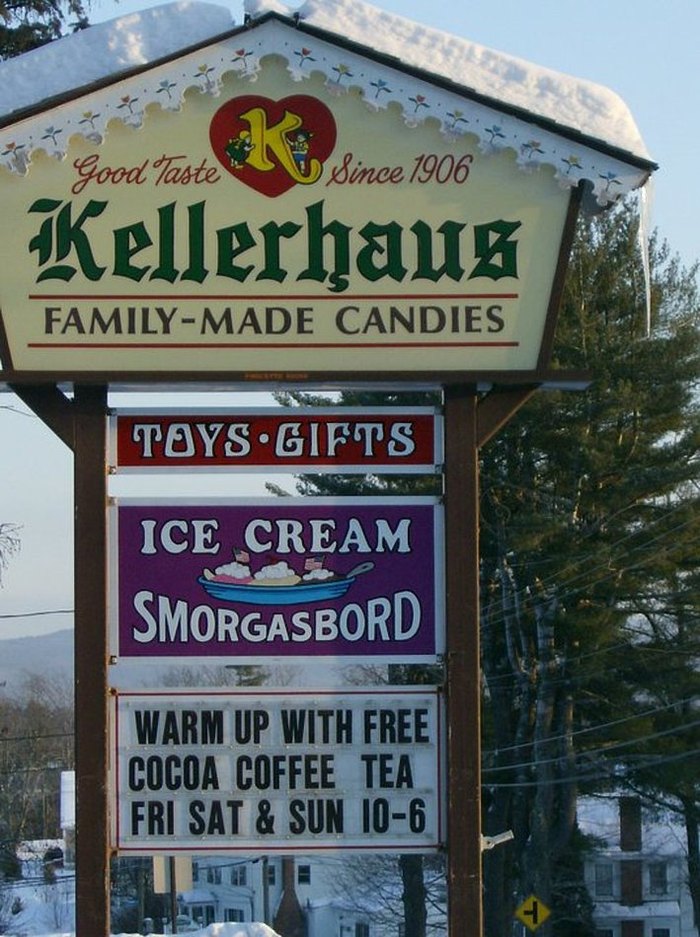 K
Good Taste Since 1906
Kellerhaus
FAMILY-MADE CANDIES
TOYS·GIFTS
ICE CREAM
SMORGASBORD
WARM UP WITH FREE
COCOA COFFEE TEA
FRI SAT & SUN 10-6